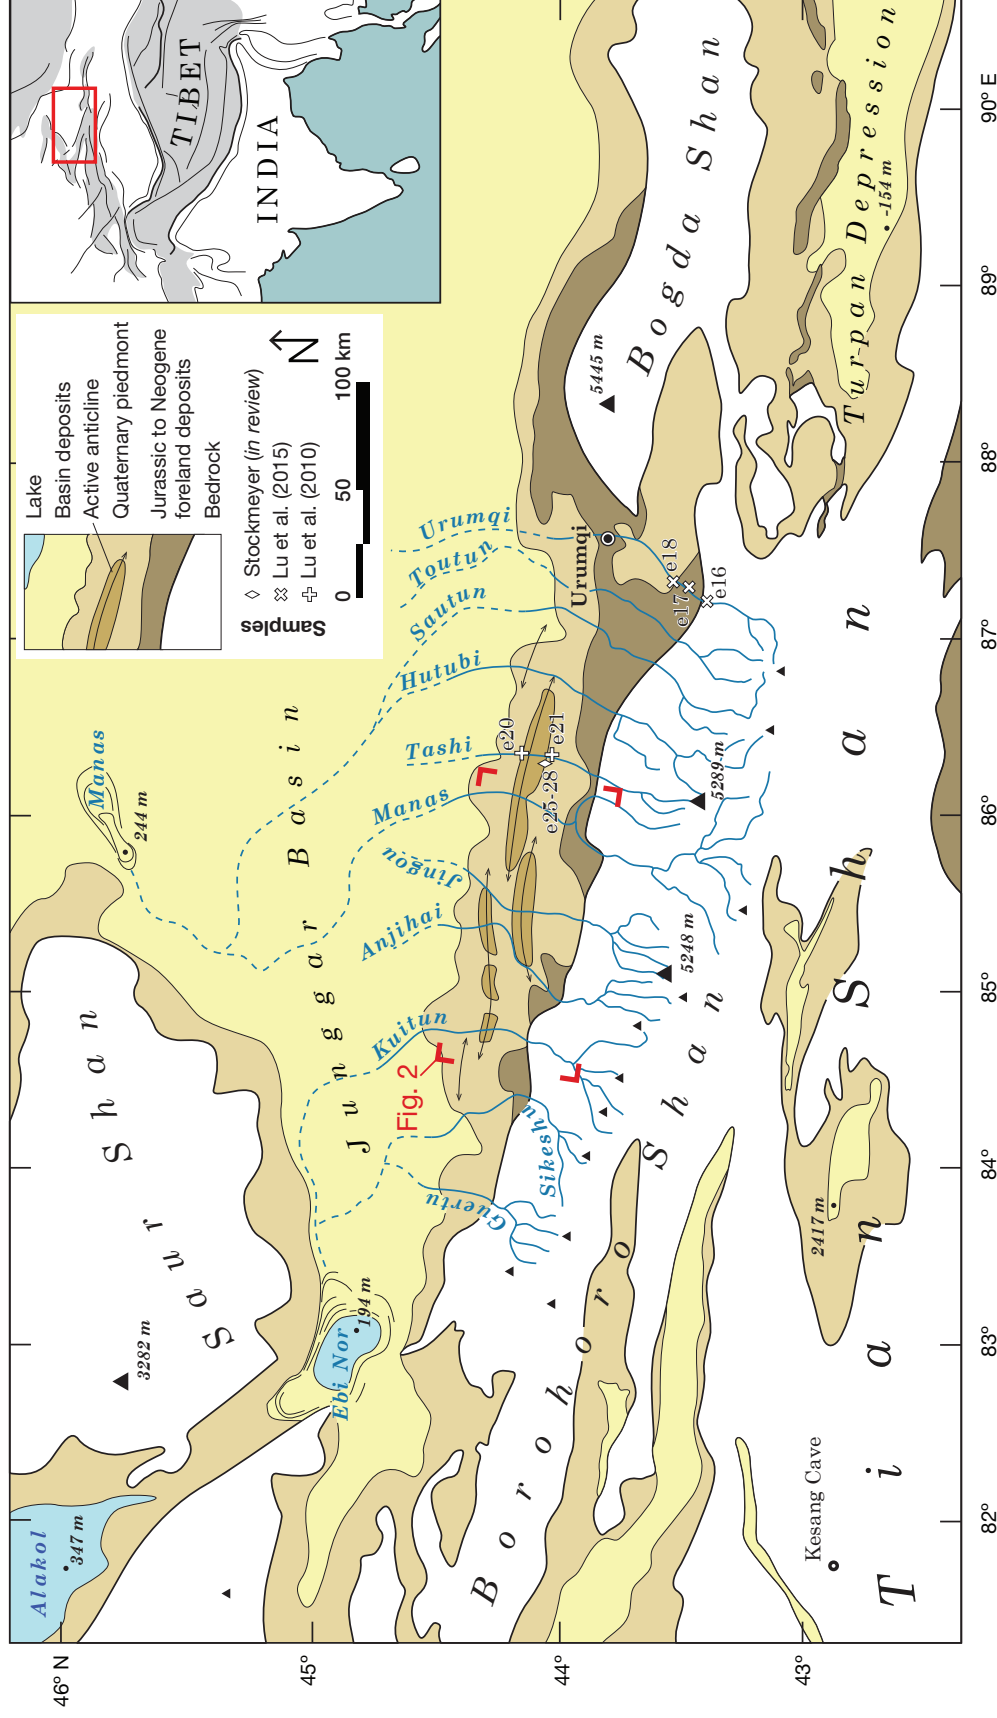 TIBET
INDIA
Lake
Basin deposits
Active anticline
Quaternary piedmont
Jurassic to Neogene
foreland deposits
Bedrock
Samples
Stockmeyer (in review)
Lu et al. (2015)
Lu et al. (2010)
N
0 50 100 km
46° N
45°
44°
43°
82°
83°
84°
85°
86°
87°
88°
89°
90° E
Alakol
347 m
3282 m
Saur Shan
Manas
244 m
Junggar Basin
Ebi Nor
194 m
Guertu
Sikeshu
Kuitun
Anjihai
Jingou
Manas
Tashi
Hutubi
Sautun
Toutun
Urumqi
Fig. 2
e20
e21
e25-28
Urumqi
e18
e17
e16
5445 m
Bogda Shan
Turpan Depression
-154 m
5289 m
5248 m
Borohoro Shan
2417 m
Kesang Cave
Tian Shan